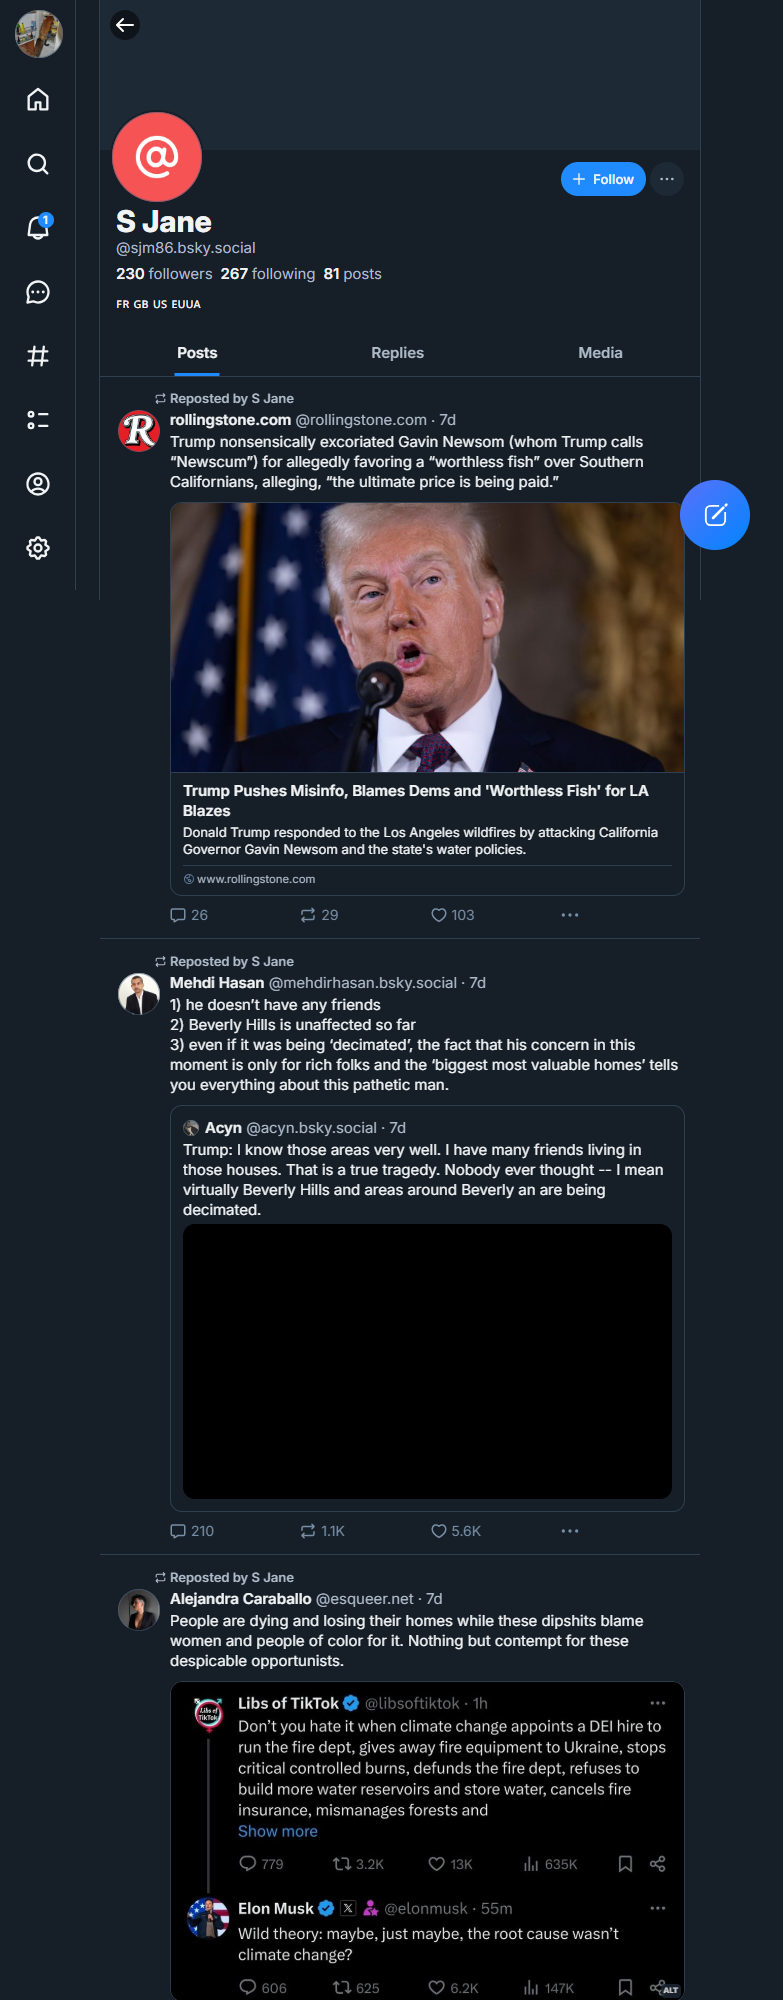 1
+ Follow
S Jane
@sjm86.bsky.social
230 followers 267 following 81 posts
FR GB US EUUA
Posts Replies Media
Reposted by S Jane
rollingstone.com @rollingstone.com · 7d
Trump nonsensically excoriated Gavin Newsom (whom Trump calls
“Newscum”) for allegedly favoring a “worthless fish” over Southern
Californians, alleging, “the ultimate price is being paid.”
Trump Pushes Misinfo, Blames Dems and 'Worthless Fish' for LA
Blazes
Donald Trump responded to the Los Angeles wildfires by attacking California
Governor Gavin Newsom and the state's water policies.
www.rollingstone.com
26 29 103
Reposted by S Jane
Mehdi Hasan @mehdirhasan.bsky.social · 7d
1) he doesn’t have any friends
2) Beverly Hills is unaffected so far
3) even if it was being ‘decimated’, the fact that his concern in this
moment is only for rich folks and the ‘biggest most valuable homes’ tells
you everything about this pathetic man.
Acyn @acyn.bsky.social · 7d
Trump: I know those areas very well. I have many friends living in
those houses. That is a true tragedy. Nobody ever thought -- I mean
virtually Beverly Hills and areas around Beverly an are being
decimated.
210 1.1K 5.6K
Reposted by S Jane
Alejandra Caraballo @esqueer.net · 7d
People are dying and losing their homes while these dipshits blame
women and people of color for it. Nothing but contempt for these
despicable opportunists.
Libs of TikTok @libsoftiktok · 1h
Don’t you hate it when climate change appoints a DEI hire to
run the fire dept, gives away fire equipment to Ukraine, stops
critical controlled burns, defunds the fire dept, refuses to
build more water reservoirs and store water, cancels fire
insurance, mismanages forests and
Show more
779 3.2K 13K 635K
Elon Musk @elonmusk · 55m
Wild theory: maybe, just maybe, the root cause wasn’t
climate change?
606 625 6.2K 147K
ALT